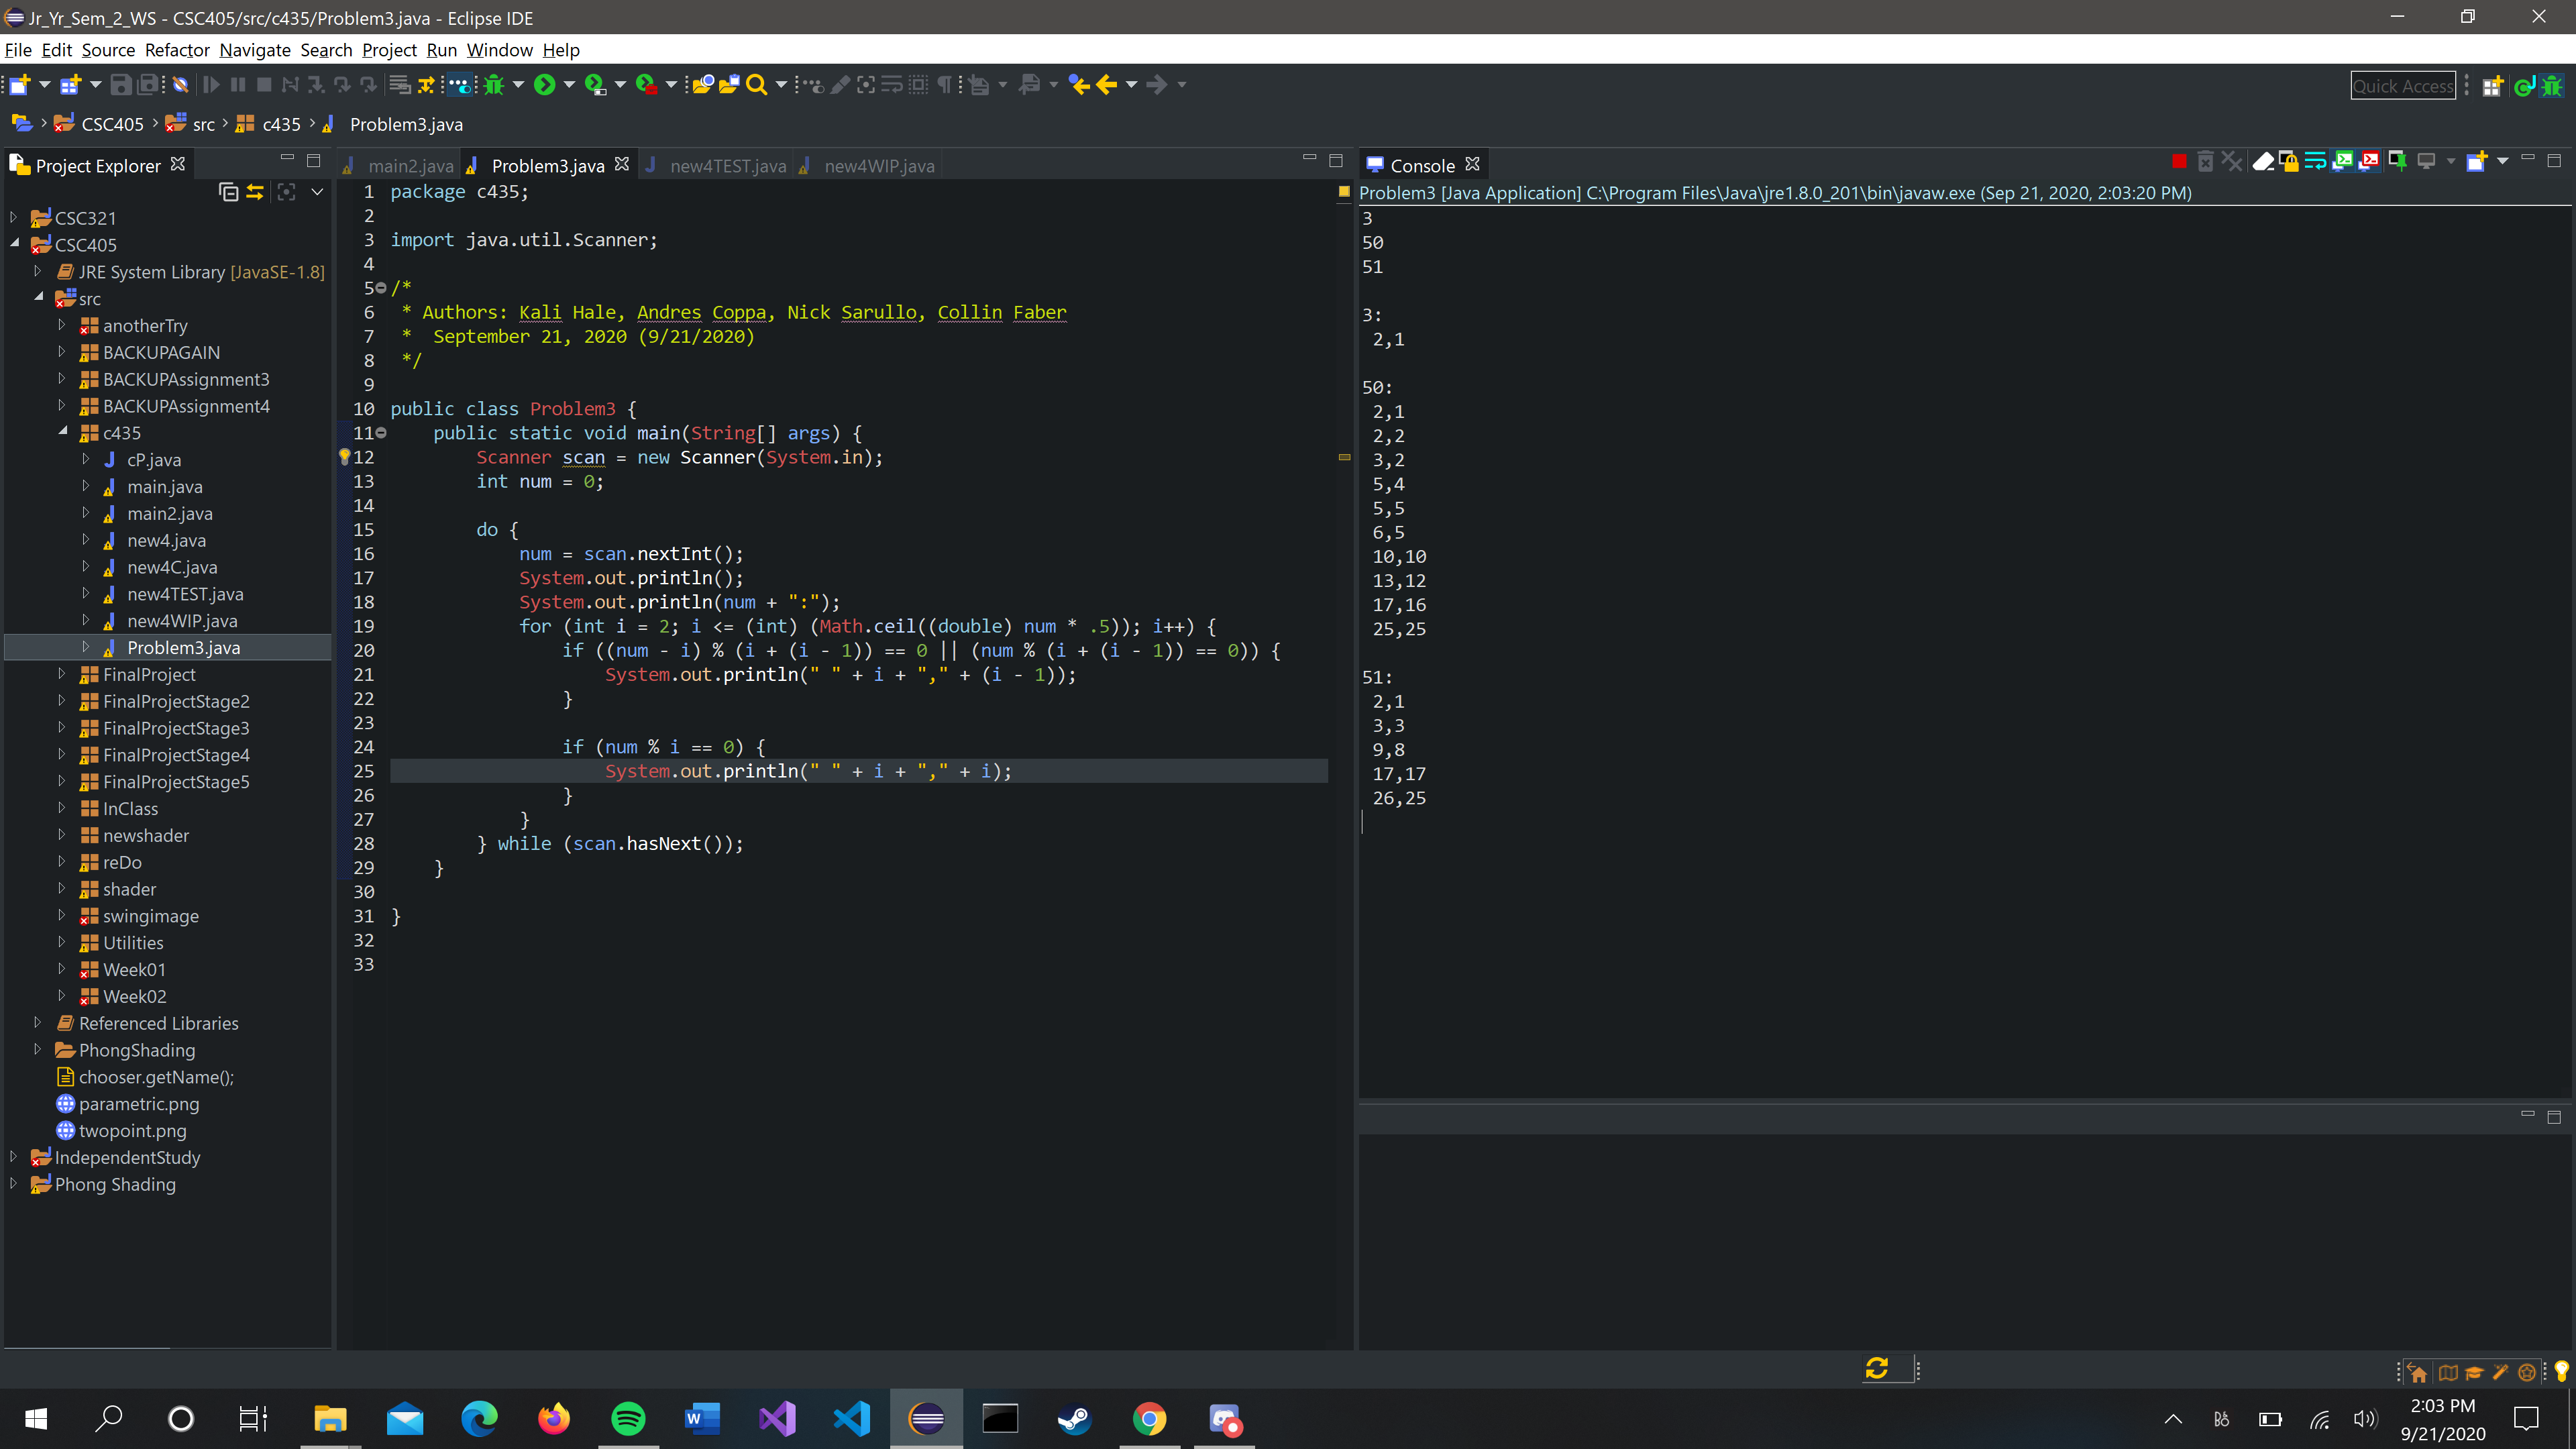 Jr_Yr_Sem_2_WS - CSC405/src/c435/Problem3.java - Eclipse IDE
File Edit Source Refactor Navigate Search Project Run Window Help
Quick Access
CSC405 src c435 Problem3.java
Project Explorer
CSC321
CSC405
JRE System Library [JavaSE-1.8]
src
anotherTry
BACKUPAGAIN
BACKUPAssignment3
BACKUPAssignment4
c435
cP.java
main.java
main2.java
new4.java
new4C.java
new4TEST.java
new4WIP.java
Problem3.java
FinalProject
FinalProjectStage2
FinalProjectStage3
FinalProjectStage4
FinalProjectStage5
InClass
newshader
reDo
shader
swingimage
Utilities
Week01
Week02
Referenced Libraries
PhongShading
chooser.getName();
parametric.png
twopoint.png
IndependentStudy
Phong Shading
main2.java Problem3.java new4TEST.java new4WIP.java
1 package c435;
2
3 import java.util.Scanner;
4
5 /*
6  * Authors: Kali Hale, Andres Coppa, Nick Sarullo, Collin Faber
7  *  September 21, 2020 (9/21/2020)
8  */
9
10 public class Problem3 {
11     public static void main(String[] args) {
12         Scanner scan = new Scanner(System.in);
13         int num = 0;
14
15         do {
16             num = scan.nextInt();
17             System.out.println();
18             System.out.println(num + ":");
19             for (int i = 2; i <= (int) (Math.ceil((double) num * .5)); i++) {
20                 if ((num - i) % (i + (i - 1)) == 0 || (num % (i + (i - 1)) == 0)) {
21                     System.out.println(" " + i + "," + (i - 1));
22                 }
23
24                 if (num % i == 0) {
25                     System.out.println(" " + i + "," + i);
26                 }
27             }
28         } while (scan.hasNext());
29     }
30
31 }
32
33
Console
Problem3 [Java Application] C:\Program Files\Java\jre1.8.0_201\bin\javaw.exe (Sep 21, 2020, 2:03:20 PM)
3
50
51
3:
2,1
50:
2,1
2,2
3,2
5,4
5,5
6,5
10,10
13,12
17,16
25,25
51:
2,1
3,3
9,8
17,17
26,25
2:03 PM
9/21/2020